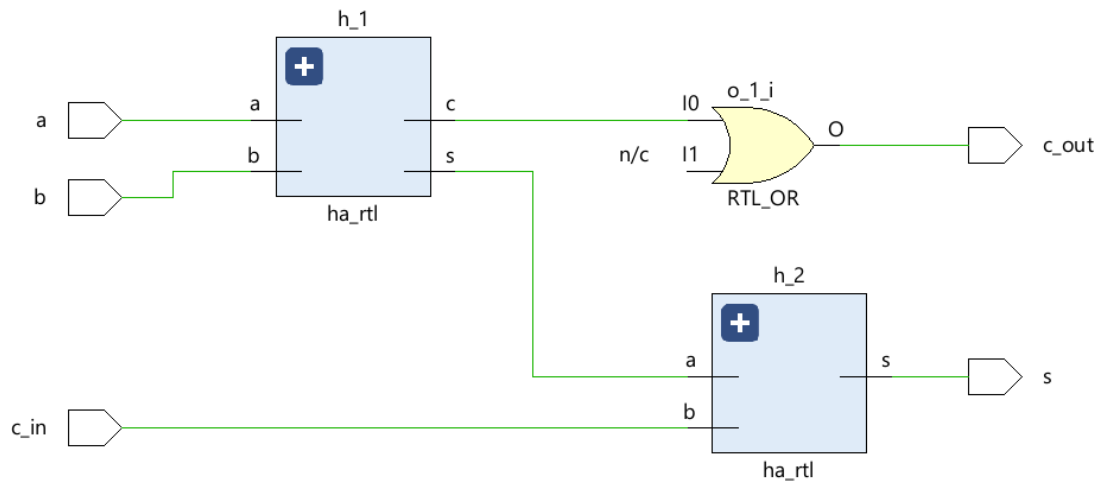 h_1
a
a
c
b
b
s
ha_rtl
o_1_i
I0
n/c
I1
O
RTL_OR
c_out
h_2
a
s
s
c_in
b
ha_rtl